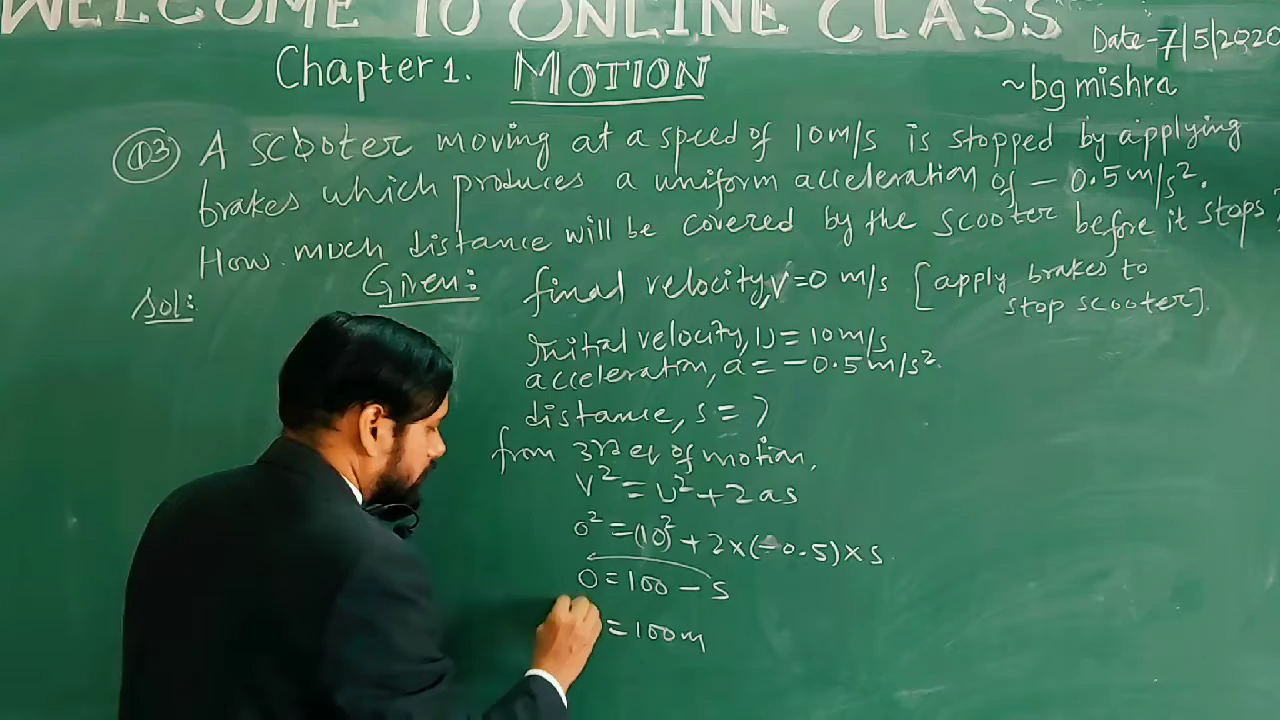 WELCOME TO ONLINE CLASS
Date-7/5/2020
Chapter 1. MOTION
~bg mishra
Q3 A scooter moving at a speed of 10m/s is stopped by applying
brakes which produces a uniform acceleration of - 0.5 m/s².
How much distance will be covered by the scooter before it stops?
Sol: Given: final velocity, v=0 m/s [apply brakes to
stop scooter].
Initial velocity, u = 10m/s
acceleration, a = -0.5m/s².
distance, s = ?
from 3rd eq of motion,
v² = u² + 2as
0² = (10)² + 2×(-0.5)×s
0 = 100 - s
= 100m